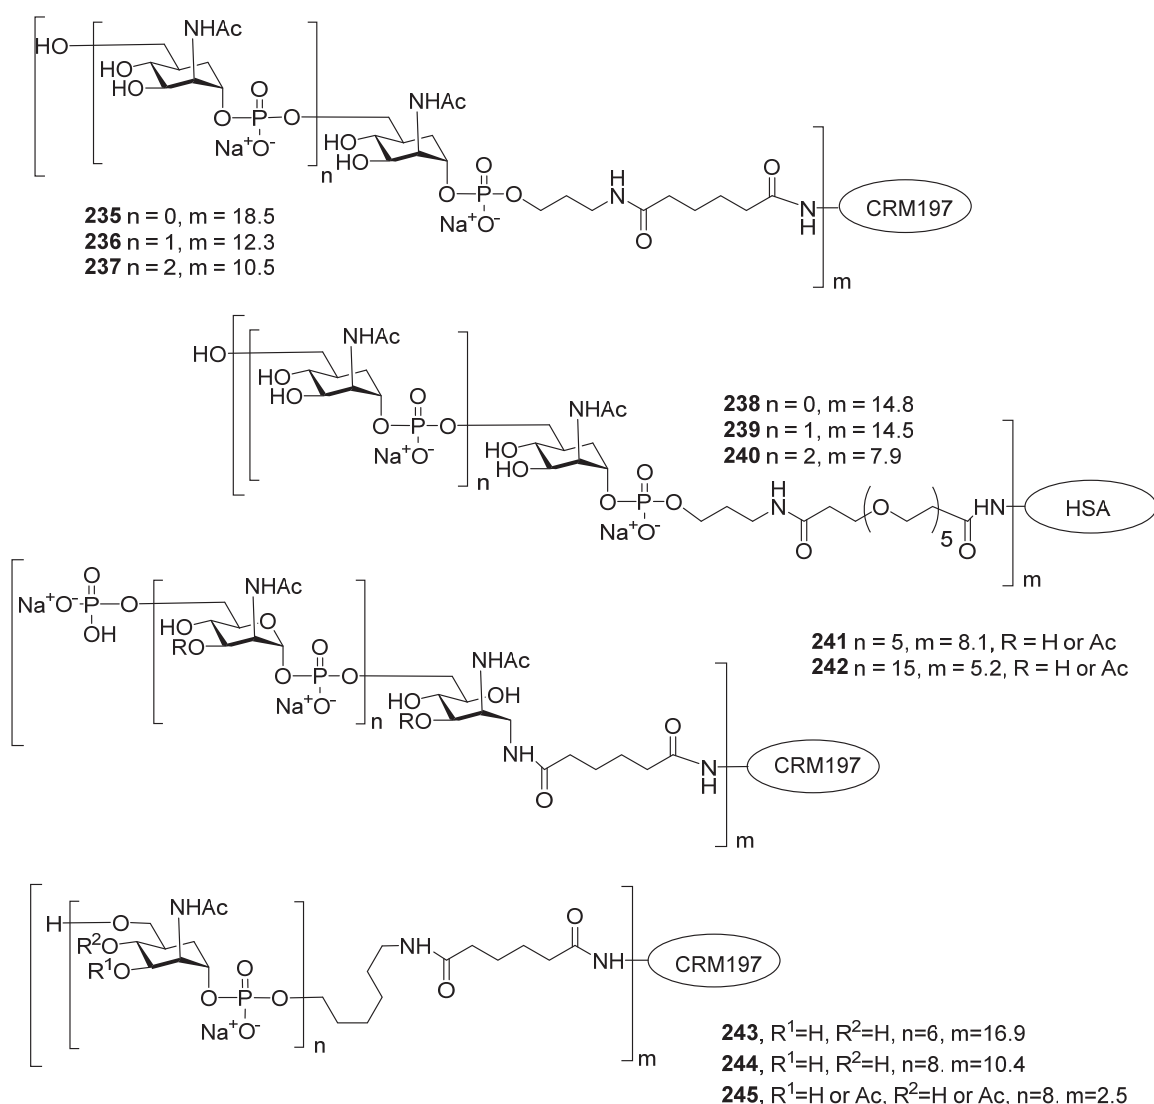 NHAc
HO
HO
HO
O
O P O
Na+O-
n
NHAc
HO
HO
O
O P O
Na+O-
H
N
O
O
N
H
CRM197
m
235 n = 0, m = 18.5
236 n = 1, m = 12.3
237 n = 2, m = 10.5
NHAc
HO
HO
HO
O
O P O
Na+O-
n
NHAc
HO
HO
O
O P O
Na+O-
H
N
O
O
5
O
HN
HSA
m
238 n = 0, m = 14.8
239 n = 1, m = 14.5
240 n = 2, m = 7.9
O
Na+O- P O
OH
NHAc
HO
O
RO
O
O P O
Na+O-
n
NHAc
HO
OH
RO
NH
O
O
N
H
CRM197
m
241 n = 5, m = 8.1, R = H or Ac
242 n = 15, m = 5.2, R = H or Ac
H
O
NHAc
R2O
R1O
O
O P O
Na+O-
n
NH
O
O
NH
CRM197
m
243, R1=H, R2=H, n=6, m=16.9
244, R1=H, R2=H, n=8. m=10.4
245, R1=H or Ac, R2=H or Ac, n=8. m=2.5